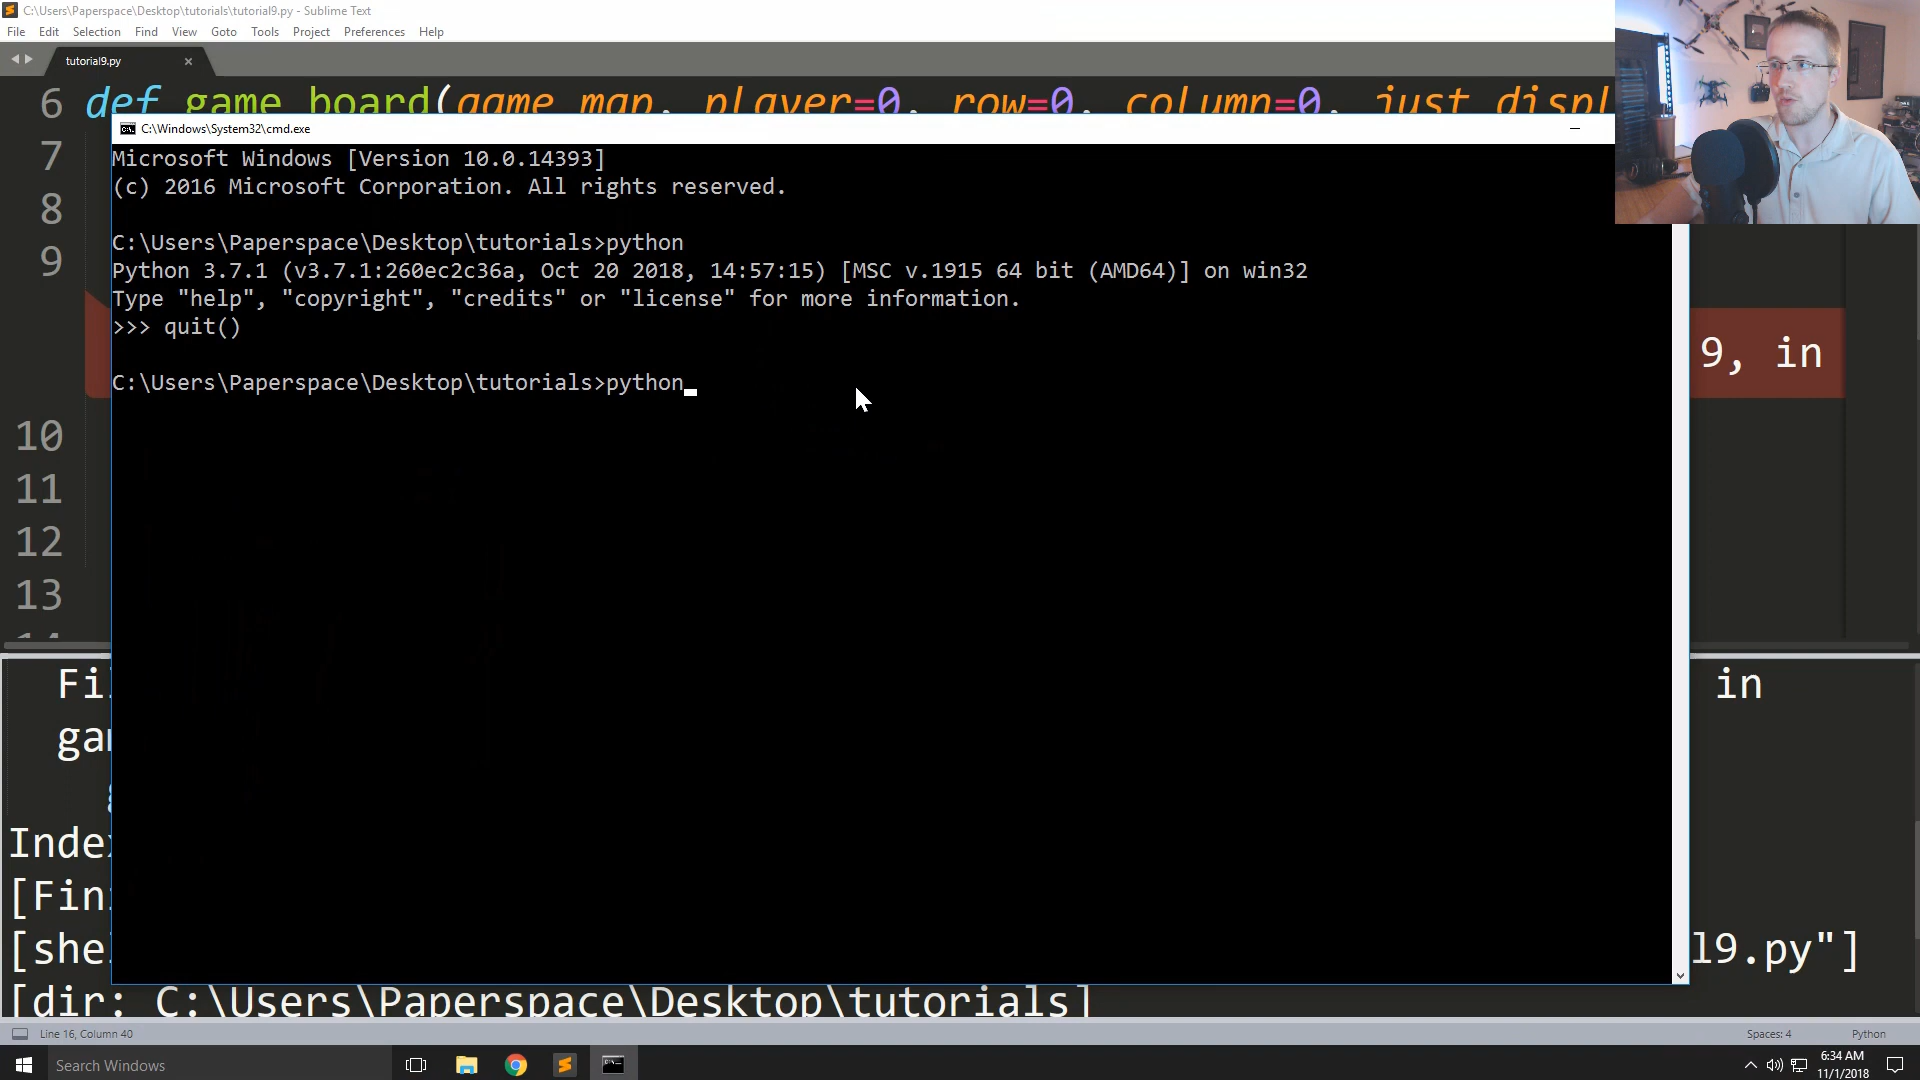 C:\Users\Paperspace\Desktop\tutorials\tutorial9.py - Sublime Text
File Edit Selection Find View Goto Tools Project Preferences Help
tutorial9.py
6 def game_board(game_map, player=0, row=0, column=0, just_displ
C:\Windows\System32\cmd.exe
7
Microsoft Windows [Version 10.0.14393]
(c) 2016 Microsoft Corporation. All rights reserved.
8
C:\Users\Paperspace\Desktop\tutorials>python
9
Python 3.7.1 (v3.7.1:260ec2c36a, Oct 20 2018, 14:57:15) [MSC v.1915 64 bit (AMD64)] on win32
Type "help", "copyright", "credits" or "license" for more information.
>>> quit()
9, in
C:\Users\Paperspace\Desktop\tutorials>python
10
11
12
13
14
Fi in
gam
g
Index
[Fin
[she l9.py"]
[dir: C:\Users\Paperspace\Desktop\tutorials]
Line 16, Column 40 Spaces: 4 Python
Search Windows
6:34 AM
11/1/2018